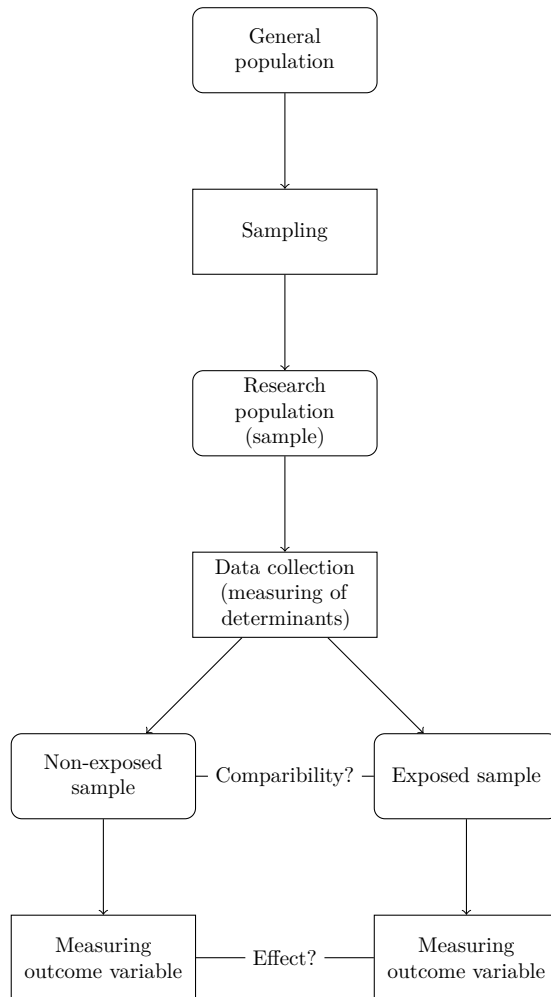 General
population
Sampling
Research
population
(sample)
Data collection
(measuring of
determinants)
Non-exposed
sample
Comparibility?
Exposed sample
Measuring
outcome variable
Effect?
Measuring
outcome variable